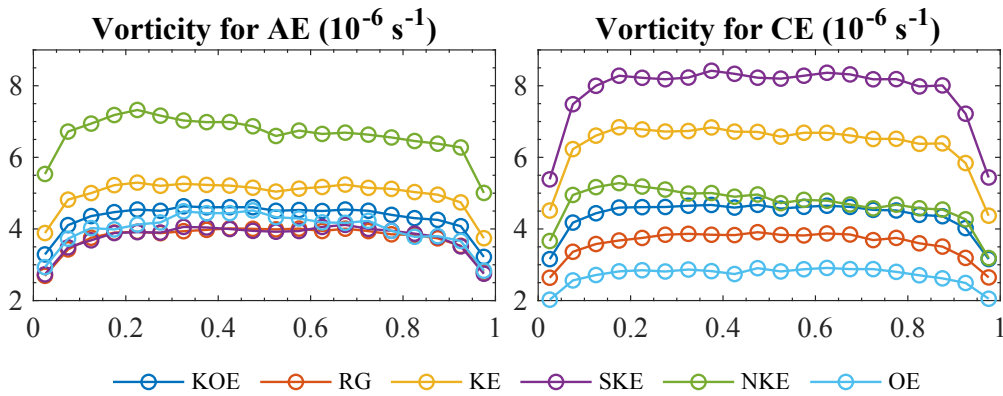 Vorticity for AE (10⁻⁶ s⁻¹) Vorticity for CE (10⁻⁶ s⁻¹)
8 8
6 6
4 4
2 2
0 0.2 0.4 0.6 0.8 1 0 0.2 0.4 0.6 0.8 1
KOE RG KE SKE NKE OE